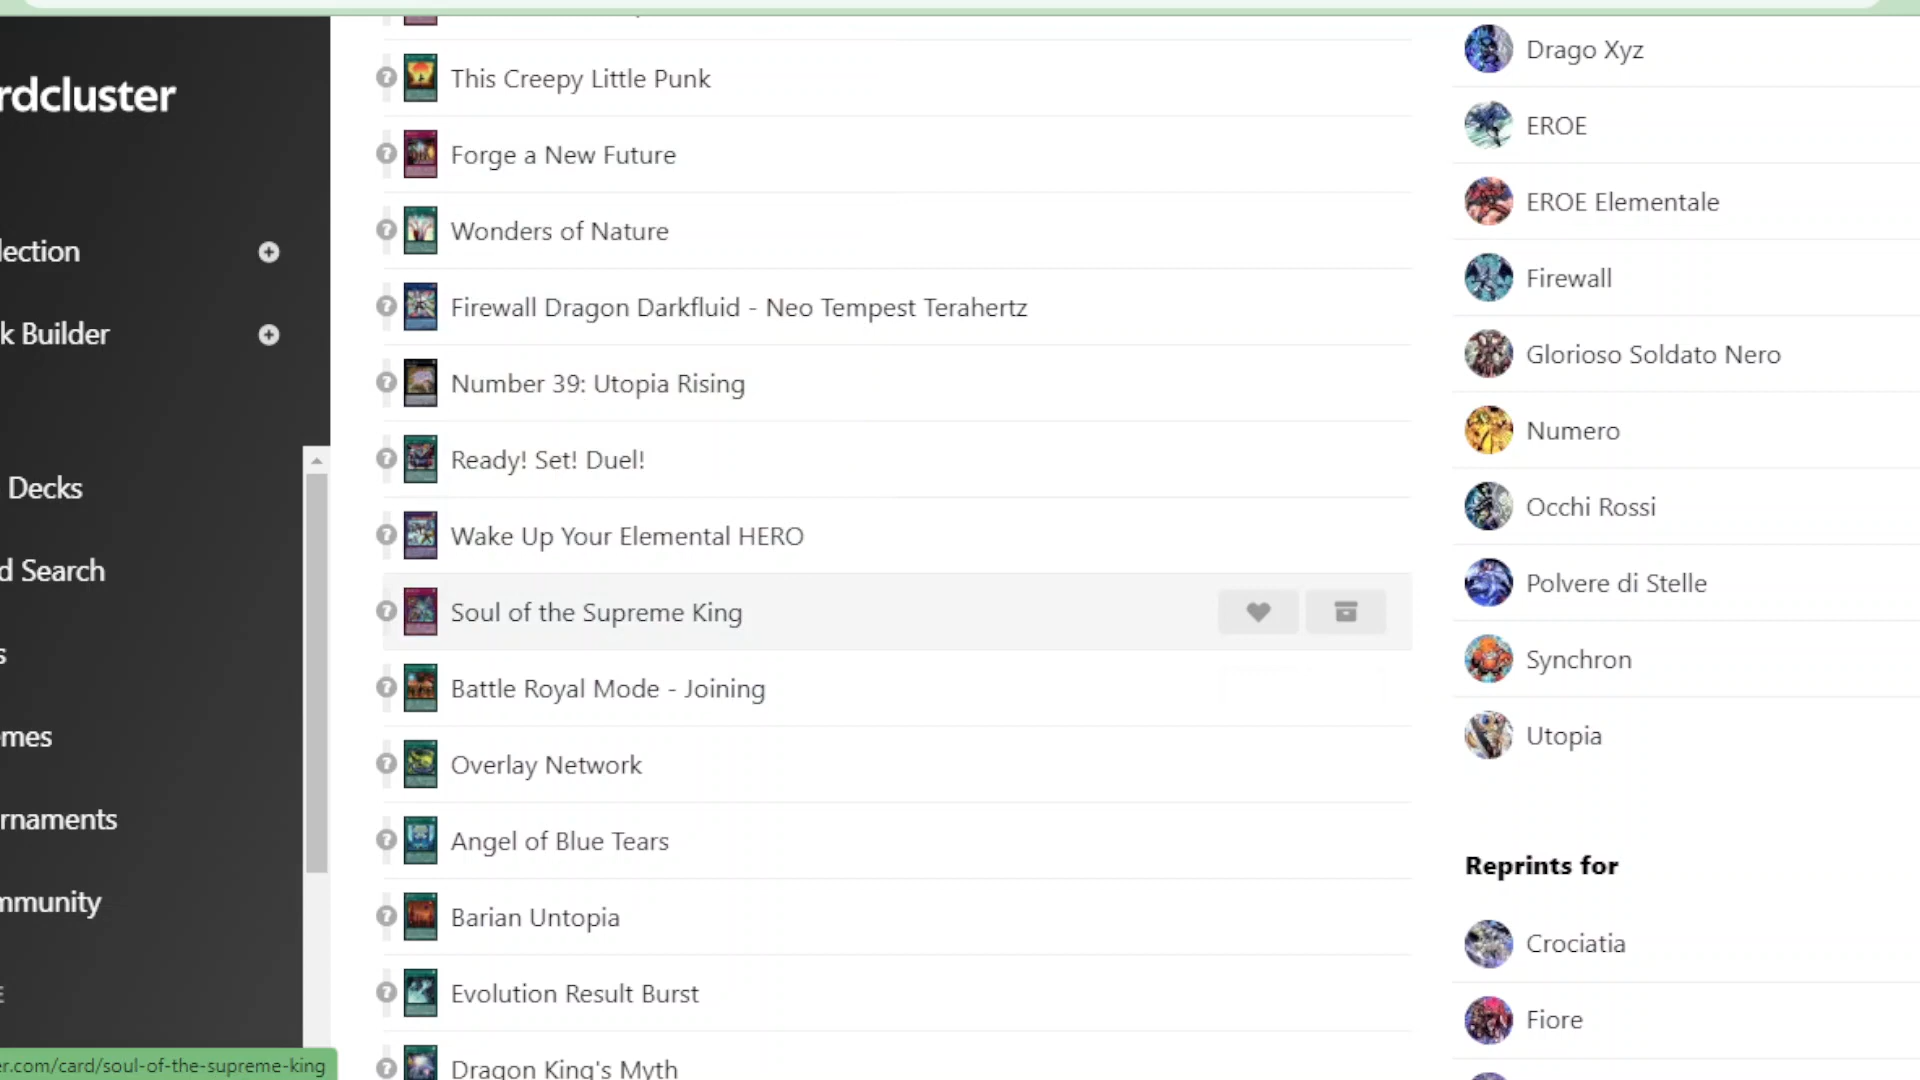 rdcluster
lection
k Builder
Decks
d Search
s
emes
rnaments
mmunity
E
er.com/card/soul-of-the-supreme-king
This Creepy Little Punk
Forge a New Future
Wonders of Nature
Firewall Dragon Darkfluid - Neo Tempest Terahertz
Number 39: Utopia Rising
Ready! Set! Duel!
Wake Up Your Elemental HERO
Soul of the Supreme King
Battle Royal Mode - Joining
Overlay Network
Angel of Blue Tears
Barian Untopia
Evolution Result Burst
Dragon King's Myth
Drago Xyz
EROE
EROE Elementale
Firewall
Glorioso Soldato Nero
Numero
Occhi Rossi
Polvere di Stelle
Synchron
Utopia
Reprints for
Crociatia
Fiore